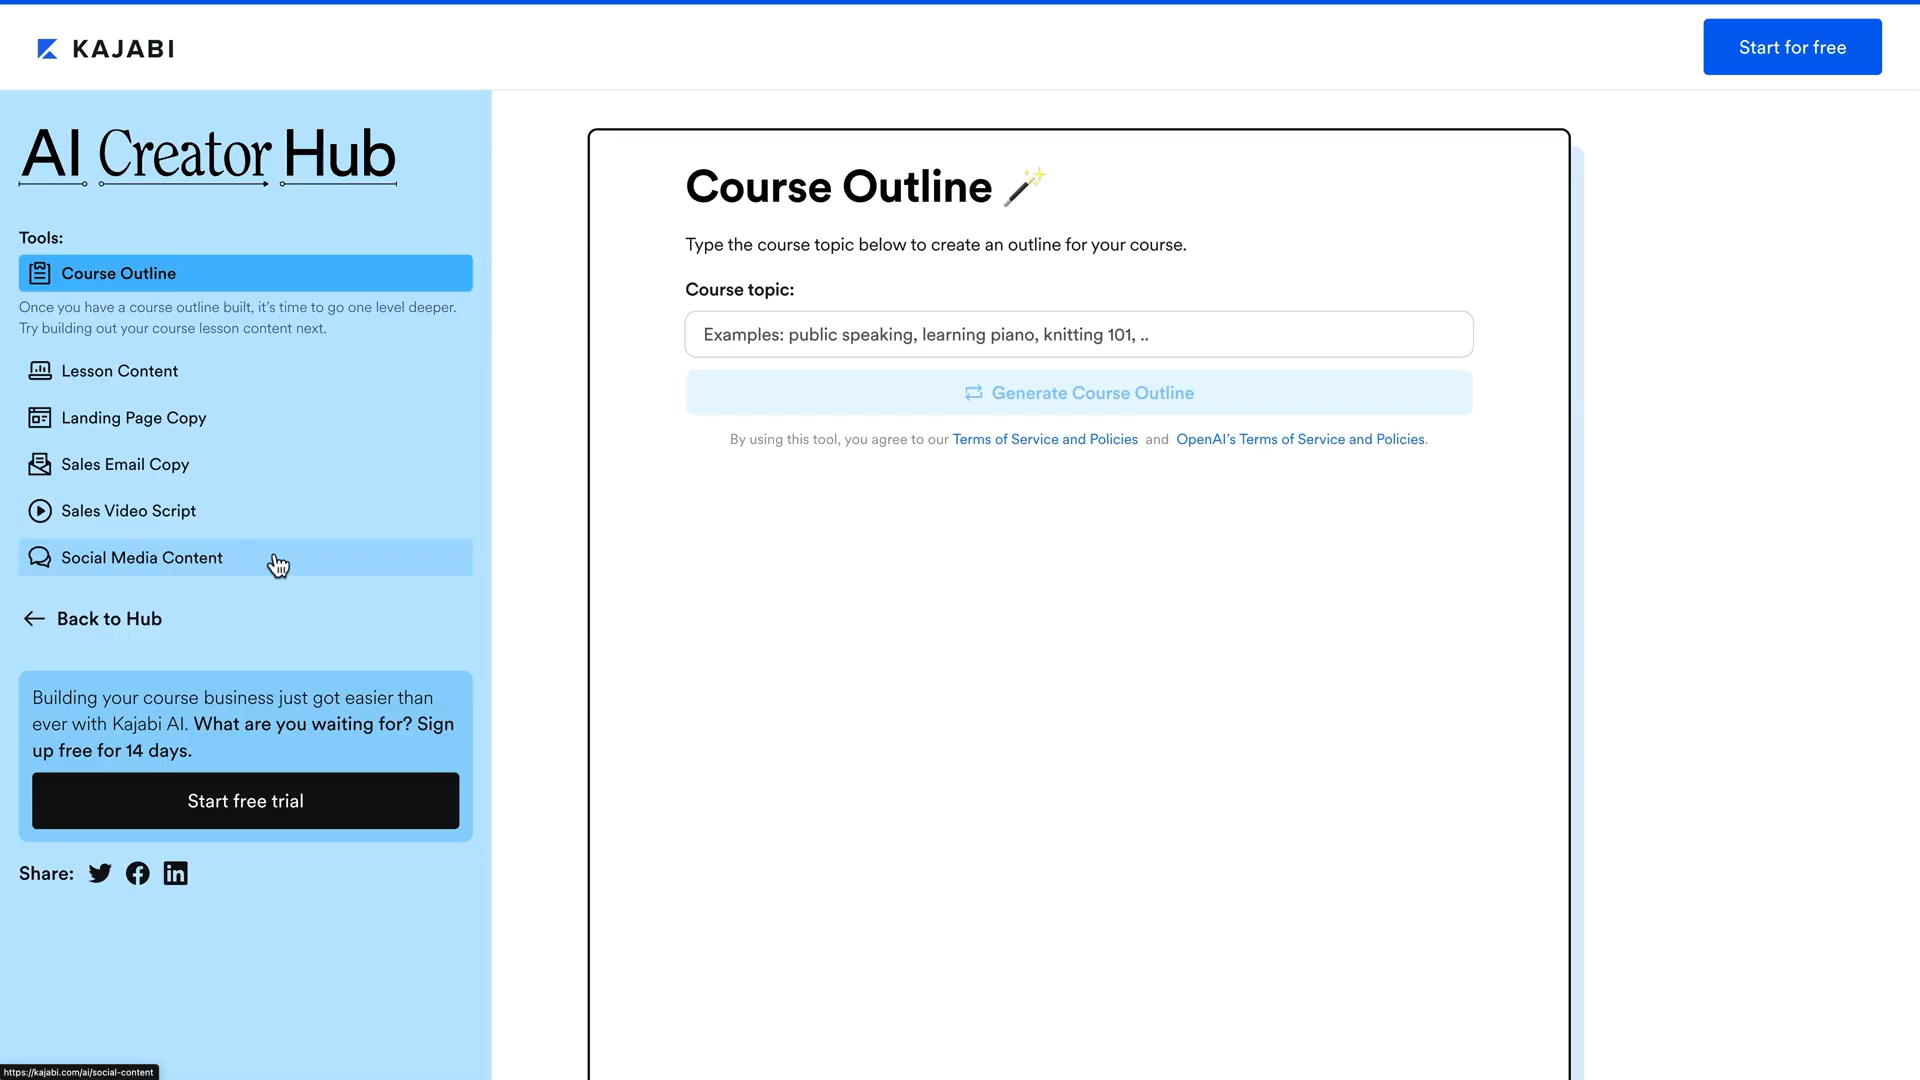 KAJABI
Start for free
AI Creator Hub
Tools:
Course Outline
Once you have a course outline built, it's time to go one level deeper.
Try building out your course lesson content next.
Lesson Content
Landing Page Copy
Sales Email Copy
Sales Video Script
Social Media Content
Back to Hub
Building your course business just got easier than
ever with Kajabi AI. What are you waiting for? Sign
up free for 14 days.
Start free trial
Share:
Course Outline
Type the course topic below to create an outline for your course.
Course topic:
Examples: public speaking, learning piano, knitting 101, ..
Generate Course Outline
By using this tool, you agree to our Terms of Service and Policies and OpenAI's Terms of Service and Policies.
https://kajabi.com/ai/social-content